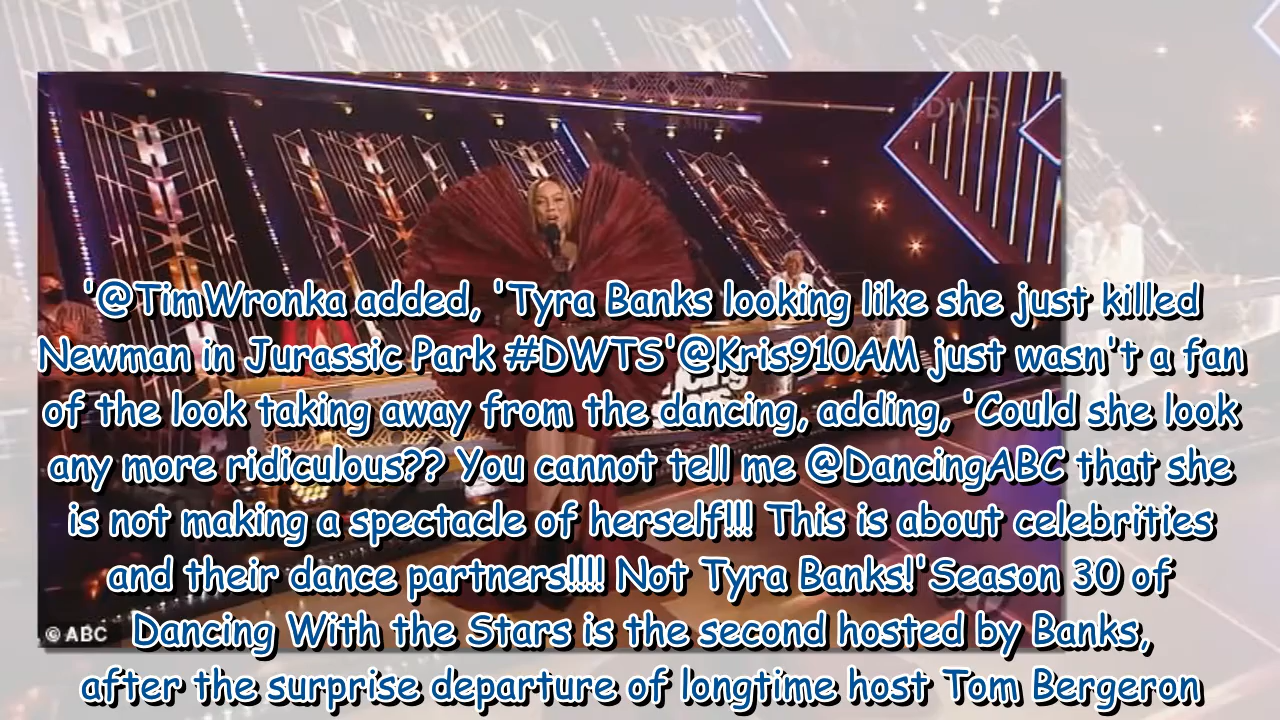 #DWTS
'@TimWronka added, 'Tyra Banks looking like she just killed
Newman in Jurassic Park #DWTS'@Kris910AM just wasn't a fan
of the look taking away from the dancing, adding, 'Could she look
any more ridiculous?? You cannot tell me @DancingABC that she
is not making a spectacle of herself!!! This is about celebrities
and their dance partners!!!! Not Tyra Banks!'Season 30 of
Dancing With the Stars is the second hosted by Banks,
after the surprise departure of longtime host Tom Bergeron
© ABC